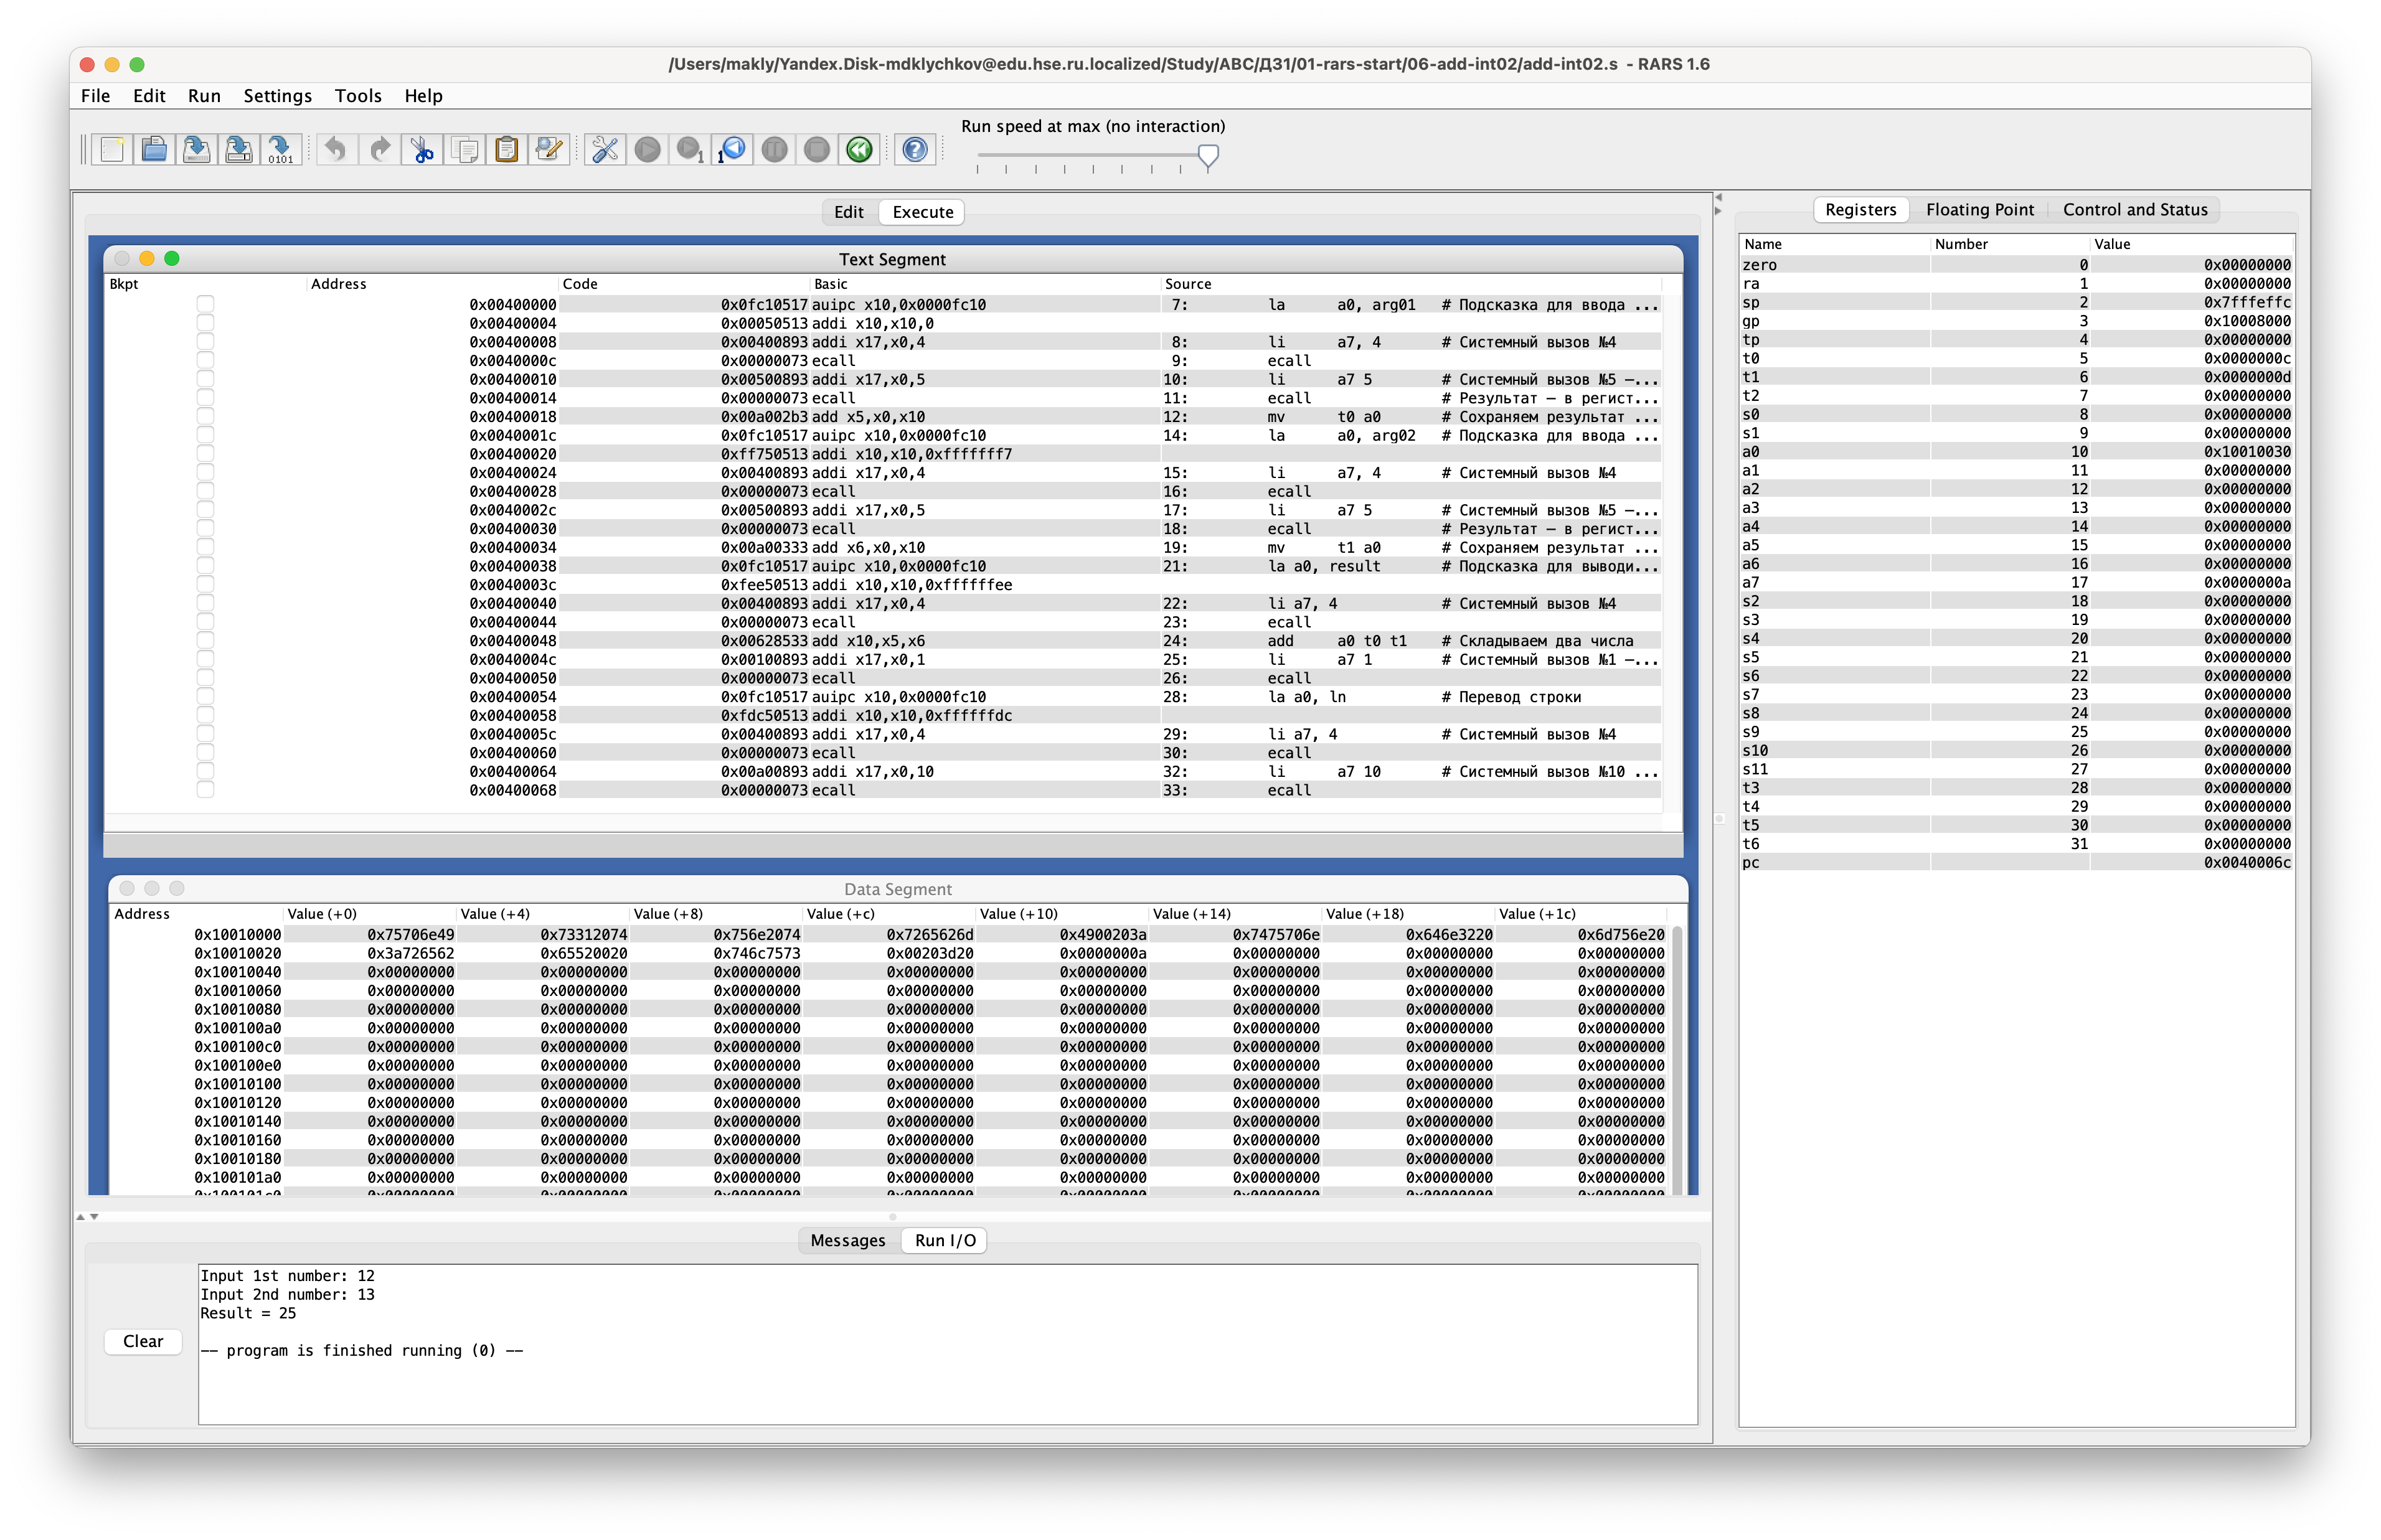 /Users/makly/Yandex.Disk-mdklychkov@edu.hse.ru.localized/Study/ABC/ДЗ1/01-rars-start/06-add-int02/add-int02.s - RARS 1.6
File Edit Run Settings Tools Help
Run speed at max (no interaction)
Edit Execute
Text Segment
Bkpt Address Code Basic Source
0x00400000 0x0fc10517 auipc x10,0x0000fc10 7: la a0, arg01 # Подсказка для ввода ...
0x00400004 0x00050513 addi x10,x10,0
0x00400008 0x00400893 addi x17,x0,4 8: li a7, 4 # Системный вызов №4
0x0040000c 0x00000073 ecall 9: ecall
0x00400010 0x00500893 addi x17,x0,5 10: li a7 5 # Системный вызов №5 —...
0x00400014 0x00000073 ecall 11: ecall # Результат — в регист...
0x00400018 0x00a002b3 add x5,x0,x10 12: mv t0 a0 # Сохраняем результат ...
0x0040001c 0x0fc10517 auipc x10,0x0000fc10 14: la a0, arg02 # Подсказка для ввода ...
0x00400020 0xff750513 addi x10,x10,0xfffffff7
0x00400024 0x00400893 addi x17,x0,4 15: li a7, 4 # Системный вызов №4
0x00400028 0x00000073 ecall 16: ecall
0x0040002c 0x00500893 addi x17,x0,5 17: li a7 5 # Системный вызов №5 —...
0x00400030 0x00000073 ecall 18: ecall # Результат — в регист...
0x00400034 0x00a00333 add x6,x0,x10 19: mv t1 a0 # Сохраняем результат ...
0x00400038 0x0fc10517 auipc x10,0x0000fc10 21: la a0, result # Подсказка для выводи...
0x0040003c 0xfee50513 addi x10,x10,0xffffffee
0x00400040 0x00400893 addi x17,x0,4 22: li a7, 4 # Системный вызов №4
0x00400044 0x00000073 ecall 23: ecall
0x00400048 0x00628533 add x10,x5,x6 24: add a0 t0 t1 # Складываем два числа
0x0040004c 0x00100893 addi x17,x0,1 25: li a7 1 # Системный вызов №1 —...
0x00400050 0x00000073 ecall 26: ecall
0x00400054 0x0fc10517 auipc x10,0x0000fc10 28: la a0, ln # Перевод строки
0x00400058 0xfdc50513 addi x10,x10,0xffffffdc
0x0040005c 0x00400893 addi x17,x0,4 29: li a7, 4 # Системный вызов №4
0x00400060 0x00000073 ecall 30: ecall
0x00400064 0x00a00893 addi x17,x0,10 32: li a7 10 # Системный вызов №10 ...
0x00400068 0x00000073 ecall 33: ecall
Data Segment
Address Value (+0) Value (+4) Value (+8) Value (+c) Value (+10) Value (+14) Value (+18) Value (+1c)
0x10010000 0x75706e49 0x73312074 0x756e2074 0x7265626d 0x4900203a 0x7475706e 0x646e3220 0x6d756e20
0x10010020 0x3a726562 0x65520020 0x746c7573 0x00203d20 0x0000000a 0x00000000 0x00000000 0x00000000
0x10010040 0x00000000 0x00000000 0x00000000 0x00000000 0x00000000 0x00000000 0x00000000 0x00000000
0x10010060 0x00000000 0x00000000 0x00000000 0x00000000 0x00000000 0x00000000 0x00000000 0x00000000
0x10010080 0x00000000 0x00000000 0x00000000 0x00000000 0x00000000 0x00000000 0x00000000 0x00000000
0x100100a0 0x00000000 0x00000000 0x00000000 0x00000000 0x00000000 0x00000000 0x00000000 0x00000000
0x100100c0 0x00000000 0x00000000 0x00000000 0x00000000 0x00000000 0x00000000 0x00000000 0x00000000
0x100100e0 0x00000000 0x00000000 0x00000000 0x00000000 0x00000000 0x00000000 0x00000000 0x00000000
0x10010100 0x00000000 0x00000000 0x00000000 0x00000000 0x00000000 0x00000000 0x00000000 0x00000000
0x10010120 0x00000000 0x00000000 0x00000000 0x00000000 0x00000000 0x00000000 0x00000000 0x00000000
0x10010140 0x00000000 0x00000000 0x00000000 0x00000000 0x00000000 0x00000000 0x00000000 0x00000000
0x10010160 0x00000000 0x00000000 0x00000000 0x00000000 0x00000000 0x00000000 0x00000000 0x00000000
0x10010180 0x00000000 0x00000000 0x00000000 0x00000000 0x00000000 0x00000000 0x00000000 0x00000000
0x100101a0 0x00000000 0x00000000 0x00000000 0x00000000 0x00000000 0x00000000 0x00000000 0x00000000
Messages Run I/O
Clear
Input 1st number: 12
Input 2nd number: 13
Result = 25
-- program is finished running (0) --
Registers Floating Point Control and Status
Name Number Value
zero 0 0x00000000
ra 1 0x00000000
sp 2 0x7fffeffc
gp 3 0x10008000
tp 4 0x00000000
t0 5 0x0000000c
t1 6 0x0000000d
t2 7 0x00000000
s0 8 0x00000000
s1 9 0x00000000
a0 10 0x10010030
a1 11 0x00000000
a2 12 0x00000000
a3 13 0x00000000
a4 14 0x00000000
a5 15 0x00000000
a6 16 0x00000000
a7 17 0x0000000a
s2 18 0x00000000
s3 19 0x00000000
s4 20 0x00000000
s5 21 0x00000000
s6 22 0x00000000
s7 23 0x00000000
s8 24 0x00000000
s9 25 0x00000000
s10 26 0x00000000
s11 27 0x00000000
t3 28 0x00000000
t4 29 0x00000000
t5 30 0x00000000
t6 31 0x00000000
pc 0x0040006c